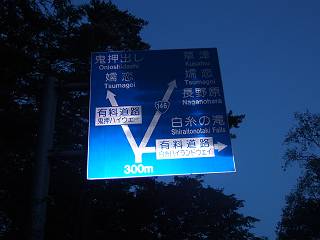 鬼押出し
Onioshidashi
嬬恋
Tsumagoi
有料道路
鬼押ハイウェー
草津
Kusatsu
嬬恋
Tsumagoi
長野原
Naganohara
146
白糸の滝
Shiraitonotaki Falls
有料道路
白糸ハイランドウェイ
300m